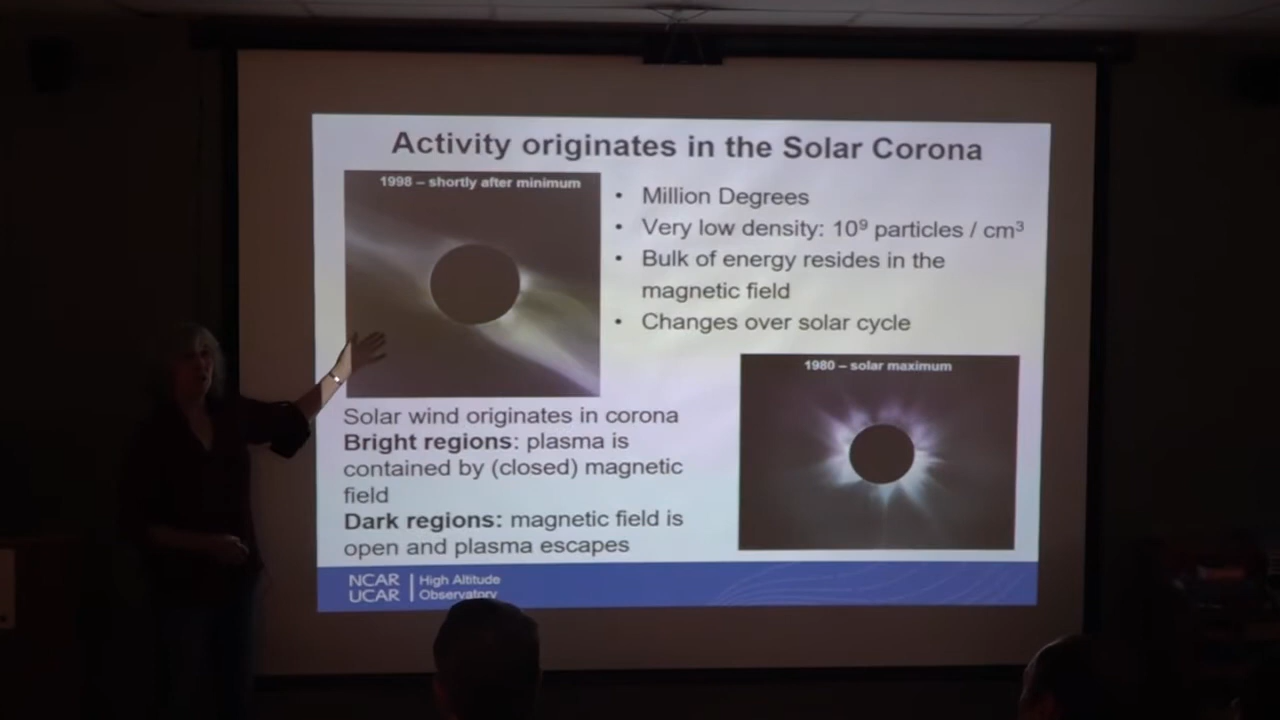 Activity originates in the Solar Corona
1998 – shortly after minimum
• Million Degrees
• Very low density: 10⁹ particles / cm³
• Bulk of energy resides in the
magnetic field
• Changes over solar cycle
1980 – solar maximum
Solar wind originates in corona
Bright regions: plasma is
contained by (closed) magnetic
field
Dark regions: magnetic field is
open and plasma escapes
NCAR
UCAR
High Altitude
Observatory